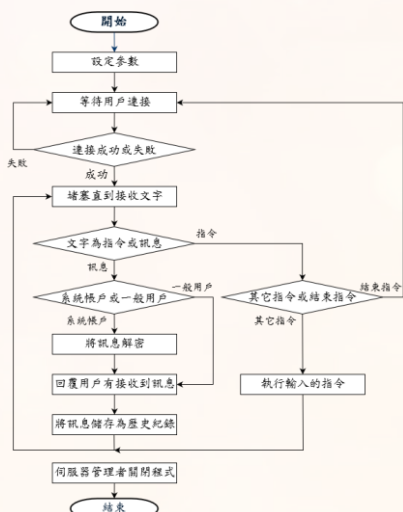 開始
設定參數
等待用戶連接
連接成功或失敗
失敗
成功
堵塞直到接收文字
文字為指令或訊息
指令
訊息
系統帳戶或一般用戶
一般用戶
其它指令或結束指令
結束指令
系統帳戶
其它指令
將訊息解密
回覆用戶有接收到訊息
執行輸入的指令
將訊息儲存為歷史紀錄
伺服器管理者關閉程式
結束